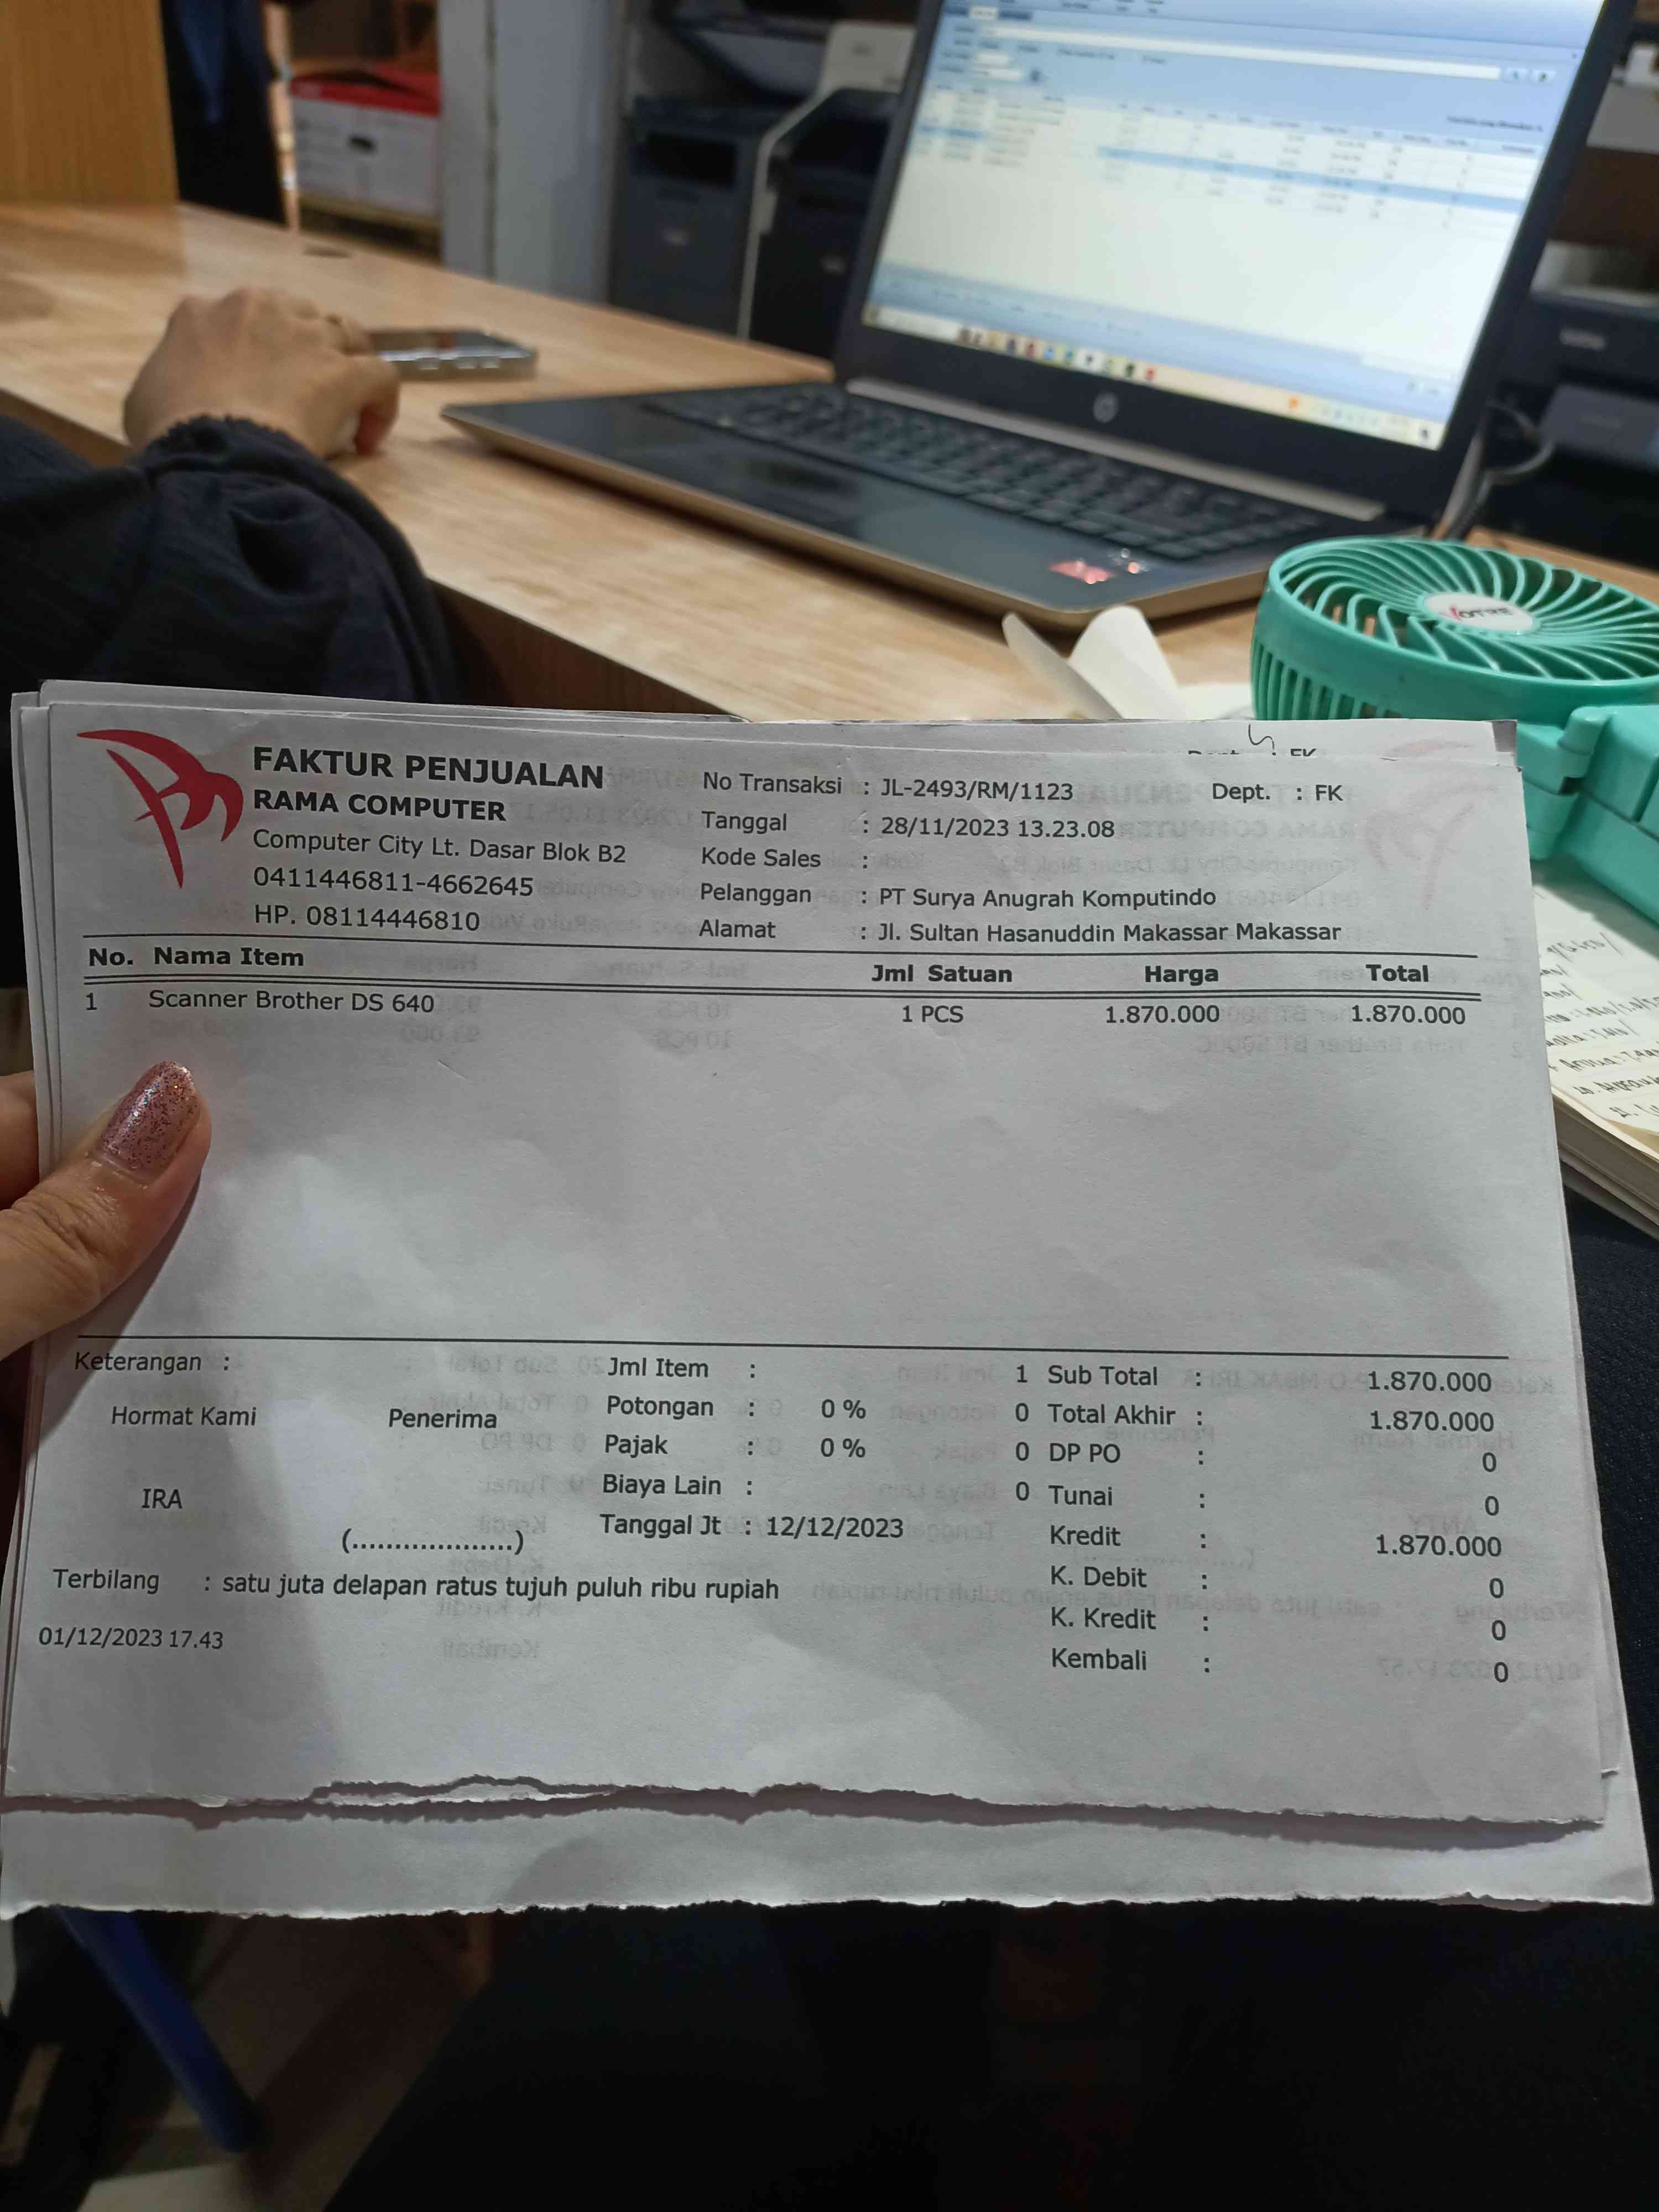 FAKTUR PENJUALAN
RAMA COMPUTER
Computer City Lt. Dasar Blok B2
0411446811-4662645
HP. 08114446810
No Transaksi : JL-2493/RM/1123 Dept. : FK
Tanggal : 28/11/2023 13.23.08
Kode Sales :
Pelanggan : PT Surya Anugrah Komputindo
Alamat : Jl. Sultan Hasanuddin Makassar Makassar
No. Nama Item Jml Satuan Harga Total
1 Scanner Brother DS 640 1 PCS 1.870.000 1.870.000
Keterangan :
Hormat Kami Penerima
IRA
(...................)
Jml Item : 1
Potongan : 0 % 0
Pajak : 0 % 0
Biaya Lain : 0
Tanggal Jt : 12/12/2023
Sub Total : 1.870.000
Total Akhir : 1.870.000
DP PO : 0
Tunai : 0
Kredit : 1.870.000
K. Debit : 0
K. Kredit : 0
Kembali : 0
Terbilang : satu juta delapan ratus tujuh puluh ribu rupiah
01/12/2023 17.43